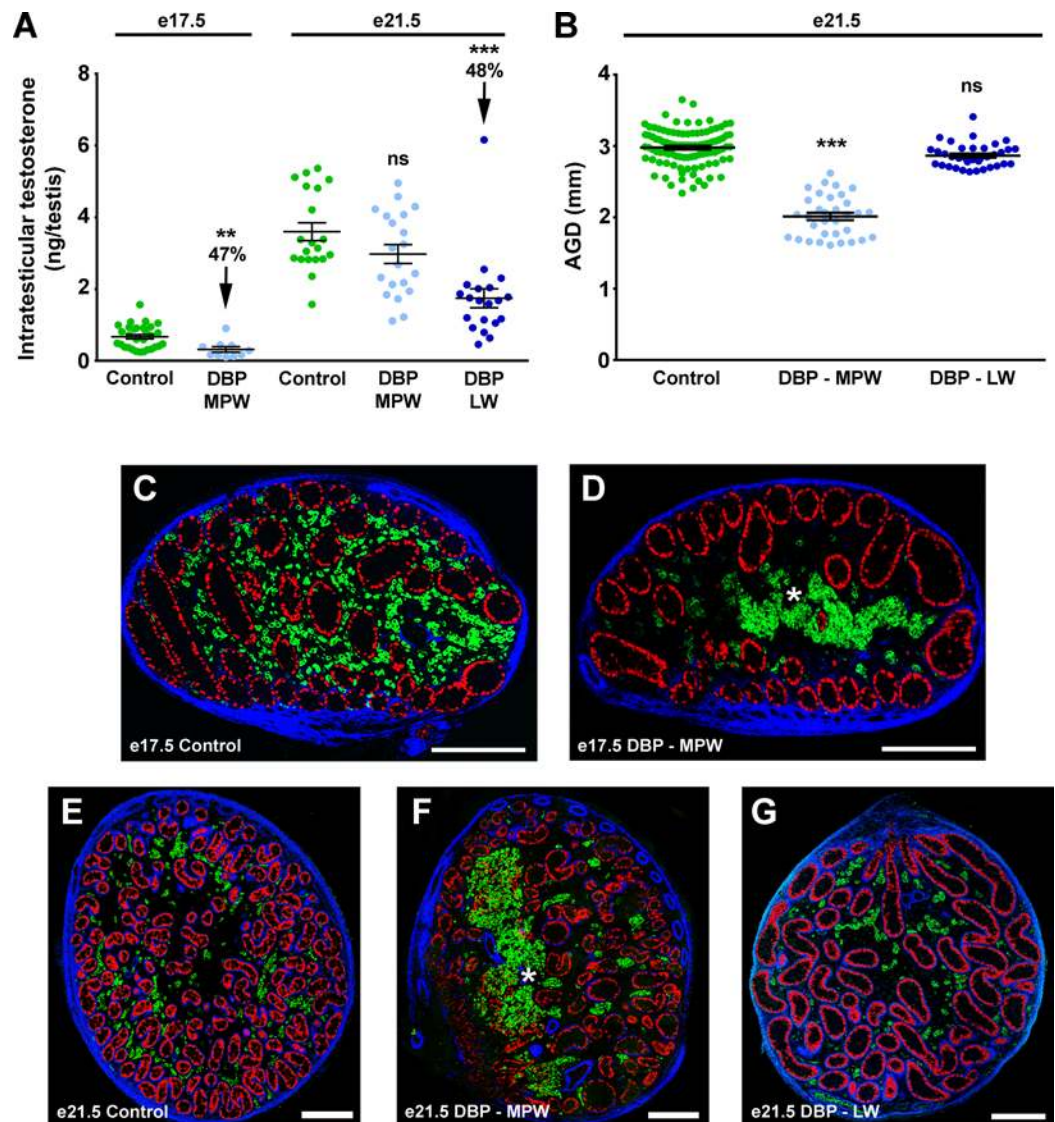 A
e17.5
e21.5
Intratesticular testosterone
(ng/testis)
8
6
4
2
0
**
47%
ns
***
48%
Control
DBP
MPW
Control
DBP
MPW
DBP
LW
B
e21.5
AGD (mm)
4
3
2
1
0
***
ns
Control
DBP - MPW
DBP - LW
C
e17.5 Control
D
*
e17.5 DBP - MPW
E
e21.5 Control
F
*
e21.5 DBP - MPW
G
e21.5 DBP - LW